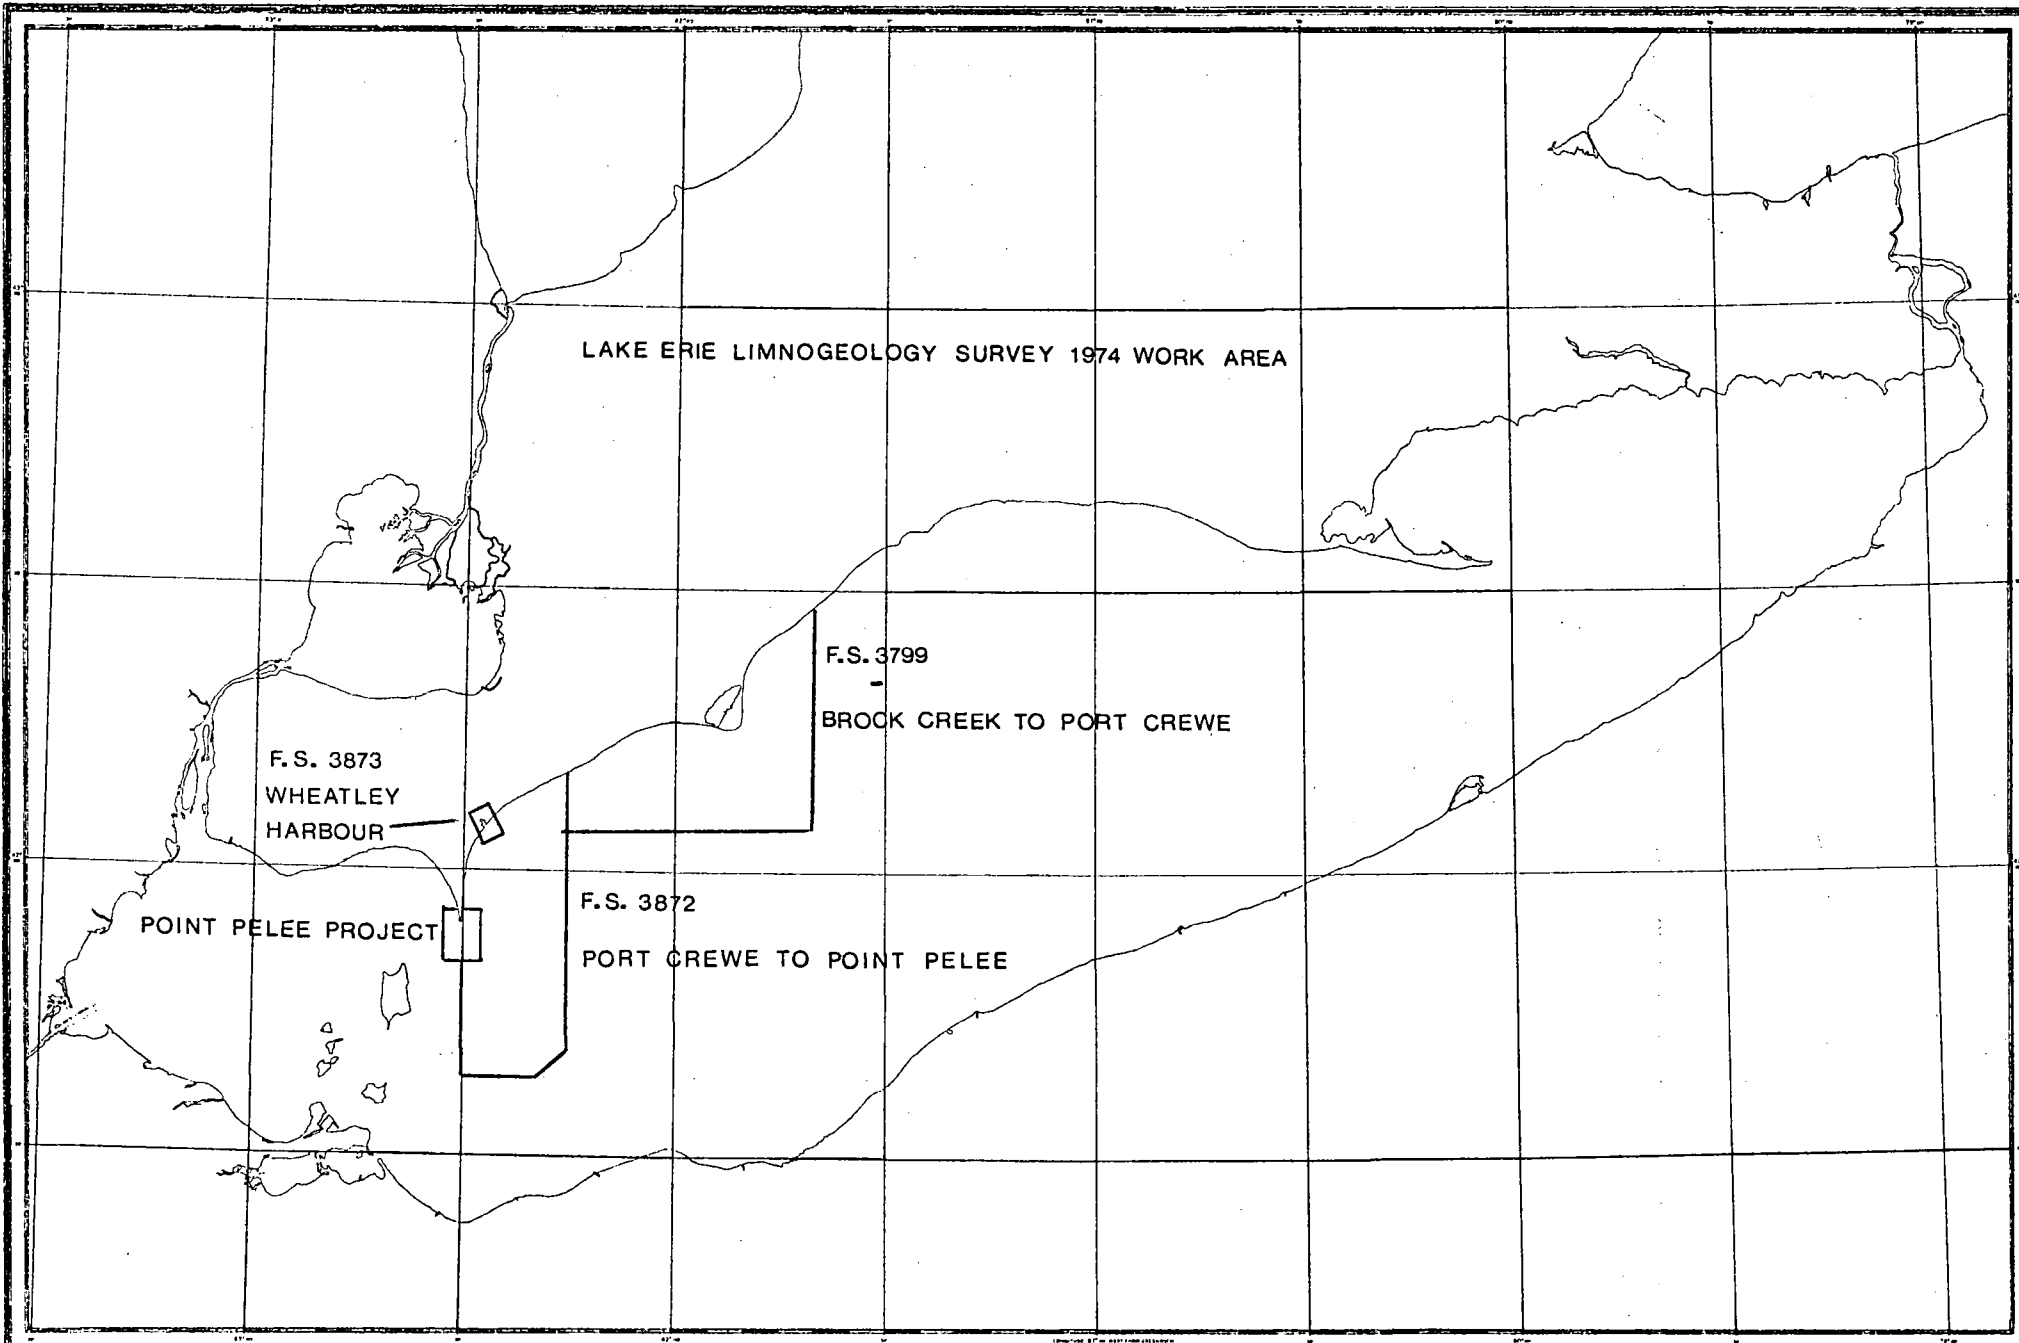 LAKE ERIE LIMNOGEOLOGY SURVEY 1974 WORK AREA
F.S. 3799
BROCK CREEK TO PORT CREWE
F.S. 3873
WHEATLEY
HARBOUR
F.S. 3872
PORT CREWE TO POINT PELEE
POINT PELEE PROJECT